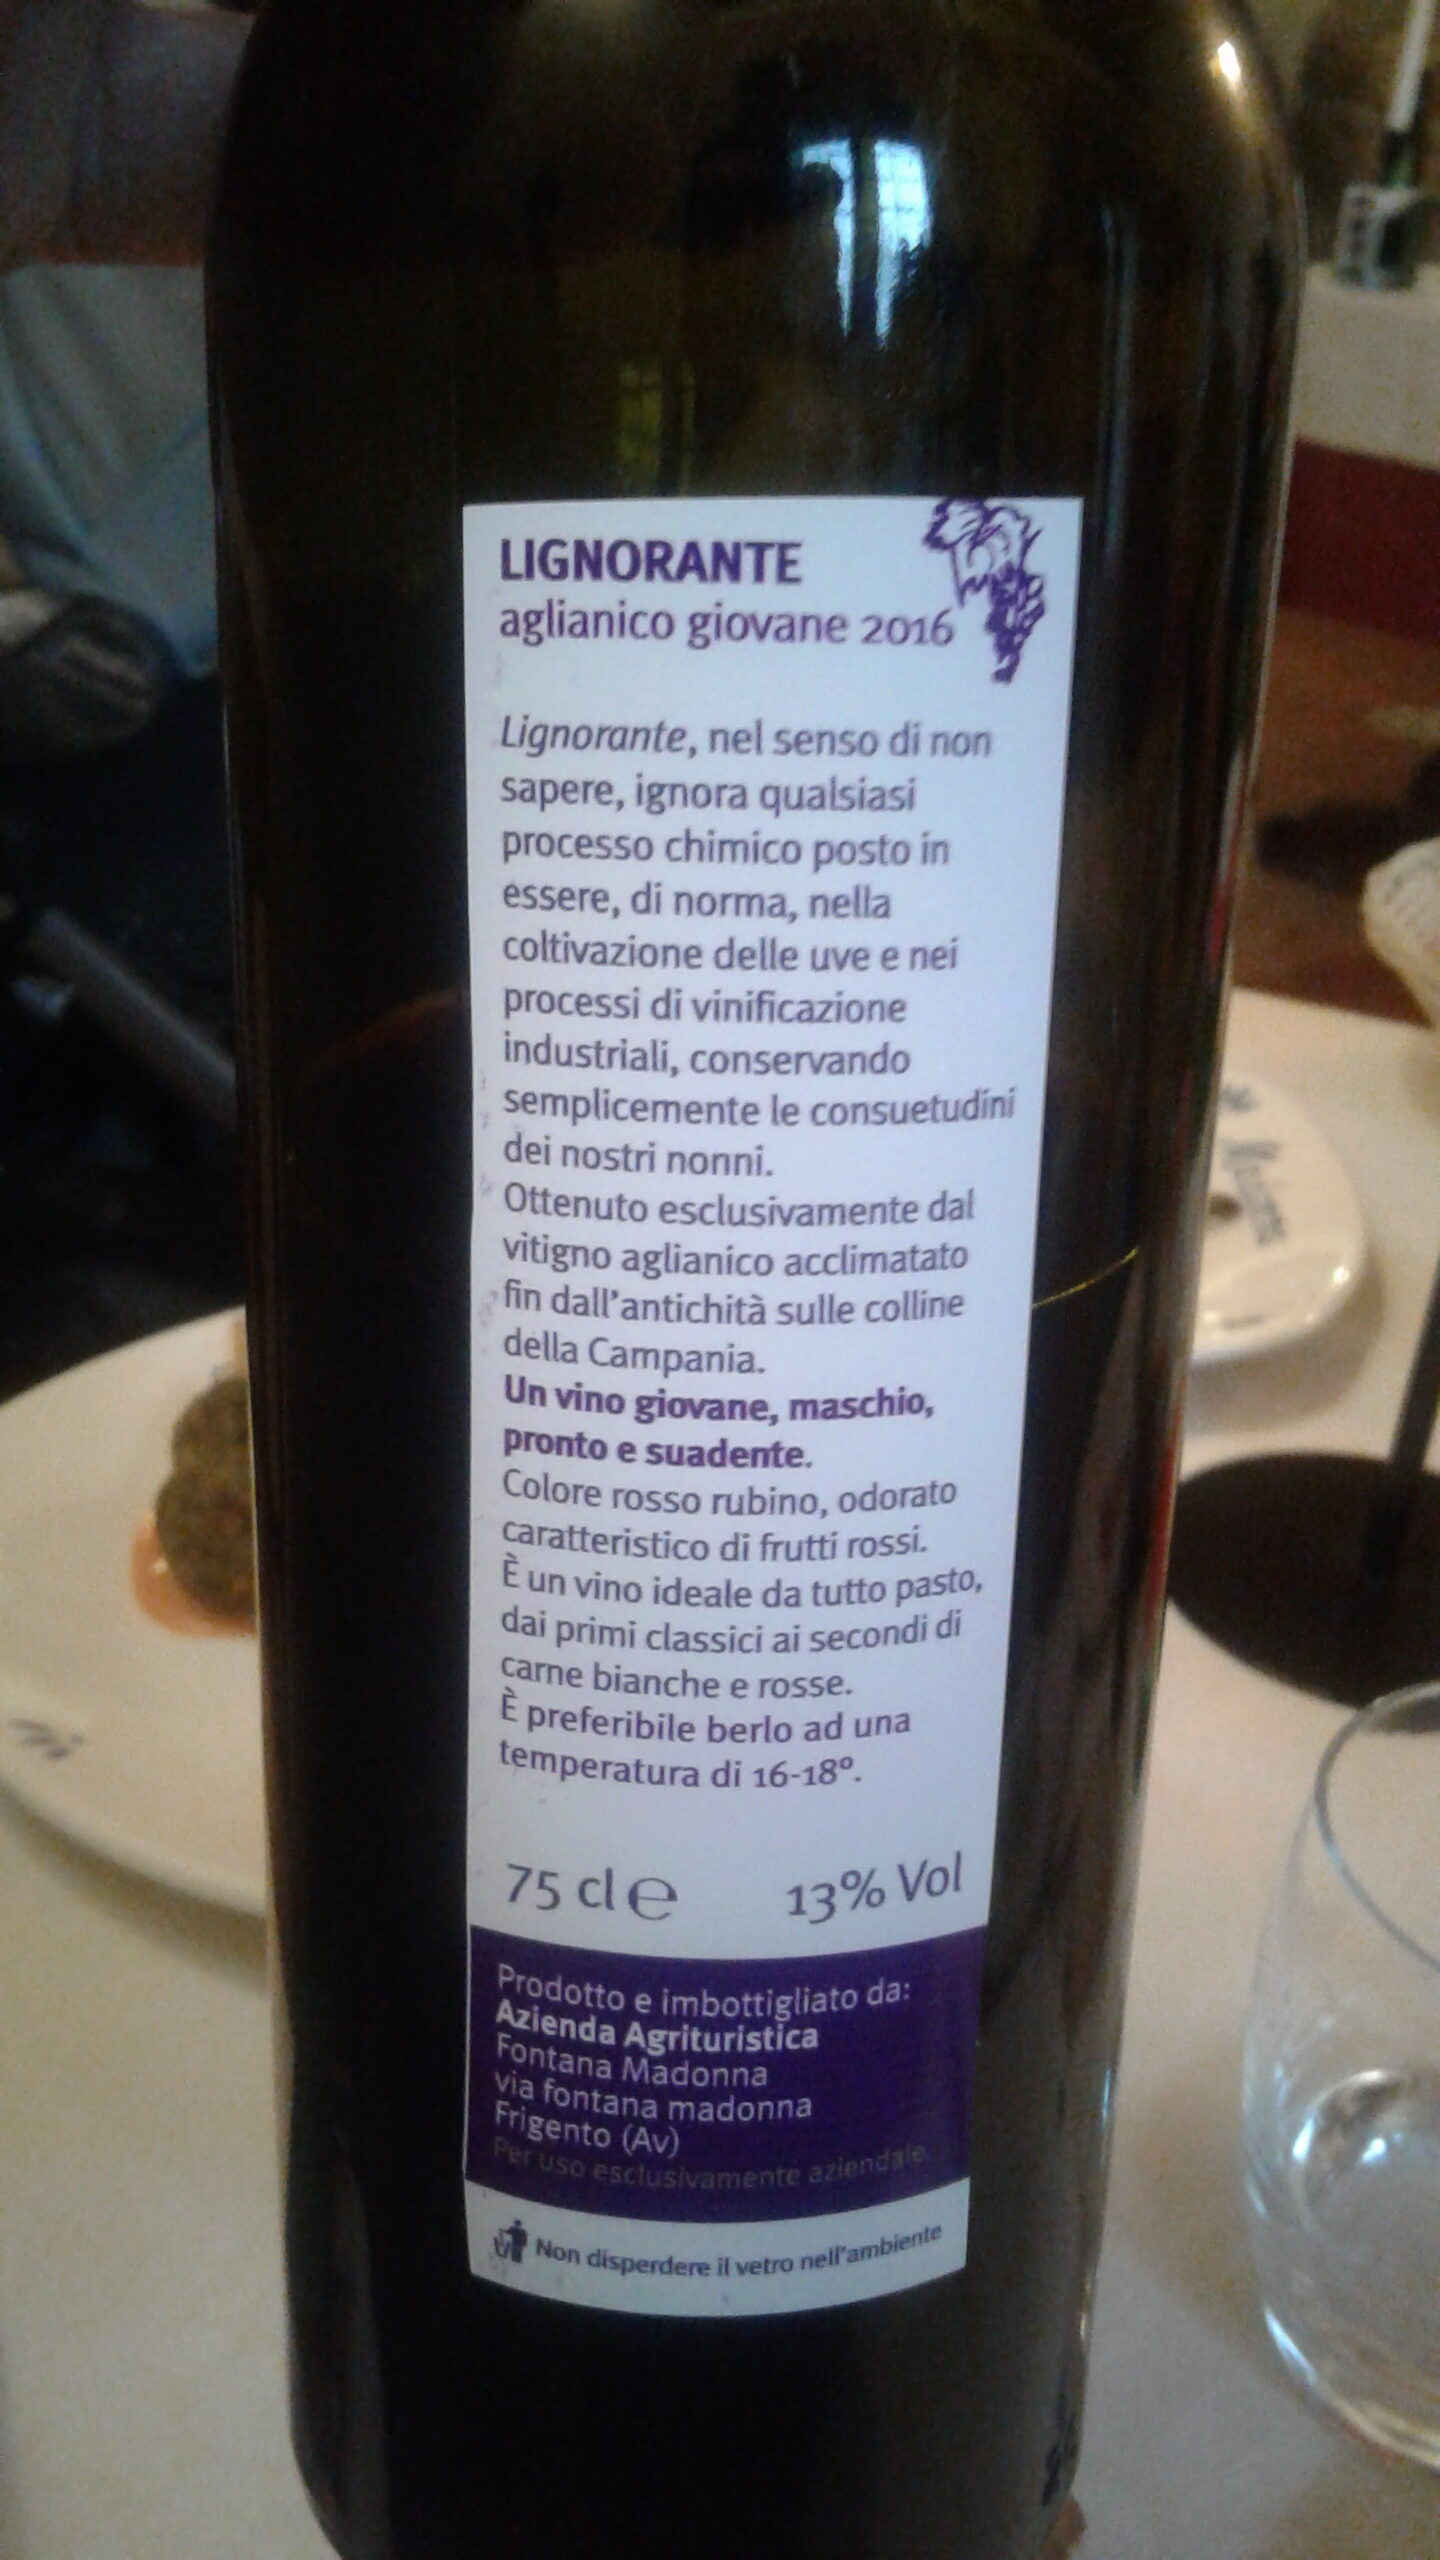 LIGNORANTE
aglianico giovane 2016
Lignorante, nel senso di non
sapere, ignora qualsiasi
processo chimico posto in
essere, di norma, nella
coltivazione delle uve e nei
processi di vinificazione
industriali, conservando
semplicemente le consuetudini
dei nostri nonni.
Ottenuto esclusivamente dal
vitigno aglianico acclimatato
fin dall'antichità sulle colline
della Campania.
Un vino giovane, maschio,
pronto e suadente.
Colore rosso rubino, odorato
caratteristico di frutti rossi.
È un vino ideale da tutto pasto,
dai primi classici ai secondi di
carne bianche e rosse.
È preferibile berlo ad una
temperatura di 16-18°.
75 cl e 13% Vol
Prodotto e imbottigliato da:
Azienda Agrituristica
Fontana Madonna
via fontana madonna
Frigento (Av)
Per uso esclusivamente aziendale.
Non disperdere il vetro nell'ambiente